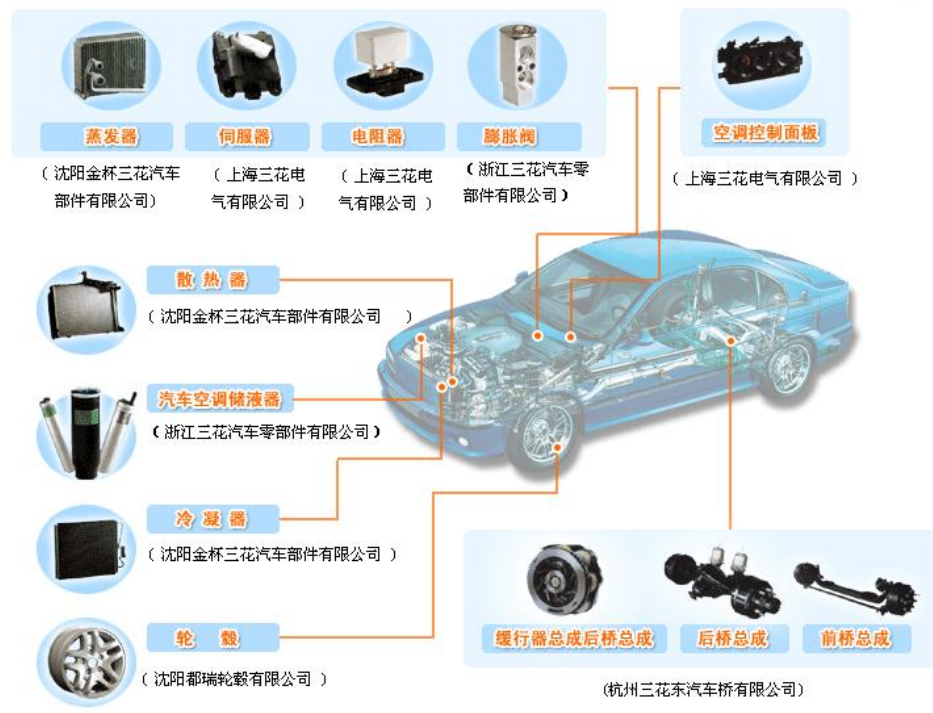 蒸发器
伺服器
电阻器
膨胀阀
空调控制面板
（沈阳金杯三花汽车
部件有限公司）
（上海三花电
气有限公司 ）
（上海三花电
气有限公司 ）
（浙江三花汽车零
部件有限公司）
（上海三花电气有限公司 ）
散 热 器
（沈阳金杯三花汽车部件有限公司 ）
汽车空调储液器
（浙江三花汽车零部件有限公司）
冷 凝 器
（沈阳金杯三花汽车部件有限公司 ）
轮 毂
（沈阳都瑞轮毂有限公司 ）
缓行器总成后桥总成
后桥总成
前桥总成
(杭州三花东汽车桥有限公司)